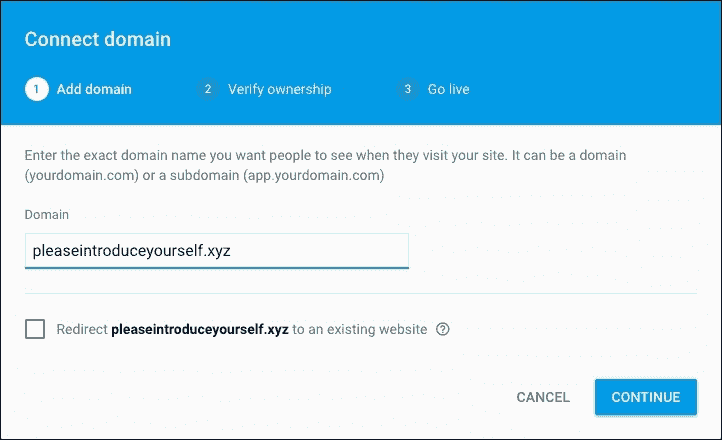 Connect domain
1 Add domain 2 Verify ownership 3 Go live
Enter the exact domain name you want people to see when they visit your site. It can be a domain
(yourdomain.com) or a subdomain (app.yourdomain.com)
Domain
pleaseintroduceyourself.xyz
Redirect pleaseintroduceyourself.xyz to an existing website ?
CANCEL CONTINUE